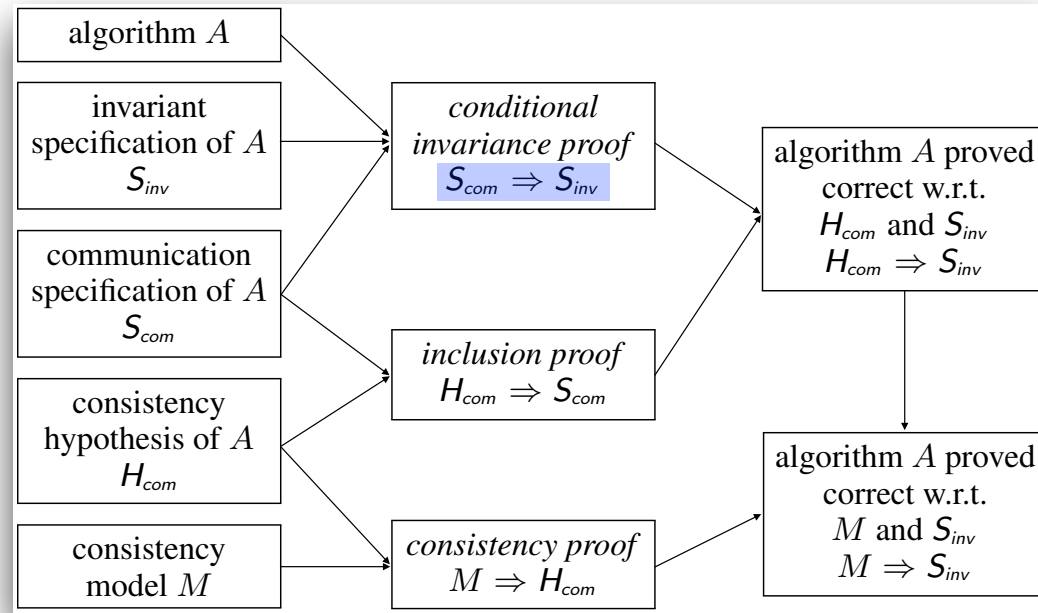 algorithm A
invariant
specification of A
S_inv
communication
specification of A
S_com
consistency
hypothesis of A
H_com
consistency
model M
conditional
invariance proof
S_com ⇒ S_inv
inclusion proof
H_com ⇒ S_com
consistency proof
M ⇒ H_com
algorithm A proved
correct w.r.t.
H_com and S_inv
H_com ⇒ S_inv
algorithm A proved
correct w.r.t.
M and S_inv
M ⇒ S_inv